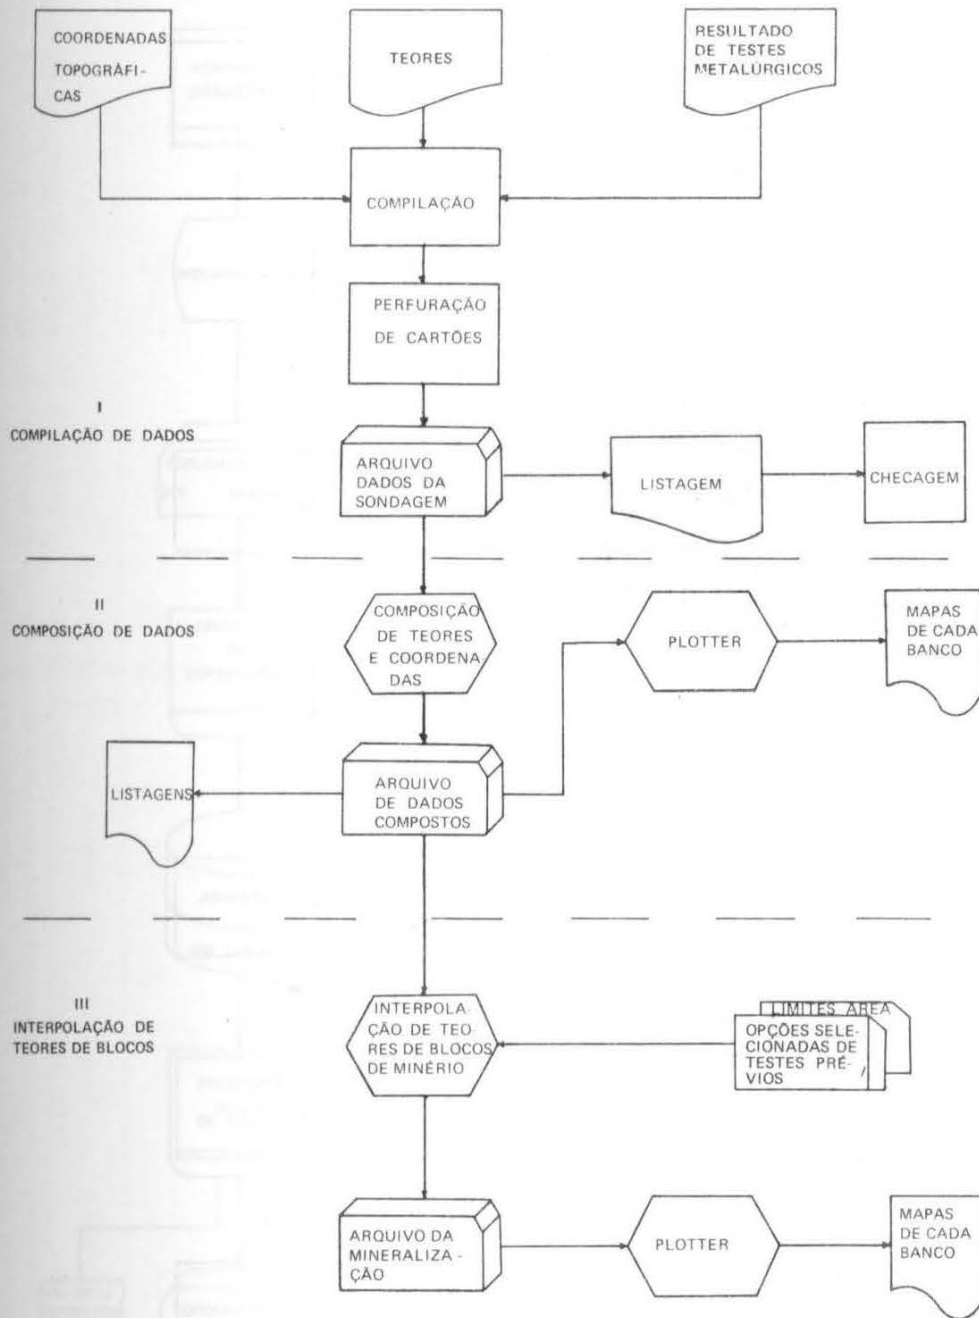 COORDENADAS
TOPOGRÁFI-
CAS
TEORES
RESULTADO
DE TESTES
METALÚRGICOS
COMPILAÇÃO
PERFURAÇÃO
DE CARTÕES
I
COMPILAÇÃO DE DADOS
ARQUIVO
DADOS DA
SONDAGEM
LISTAGEM
CHECAGEM
II
COMPOSIÇÃO DE DADOS
COMPOSIÇÃO
DE TEORES
E COORDENA-
DAS
PLOTTER
MAPAS
DE CADA
BANCO
LISTAGENS
ARQUIVO
DE DADOS
COMPOSTOS
III
INTERPOLAÇÃO DE
TEORES DE BLOCOS
INTERPOLA-
ÇÃO DE TEO-
RES DE BLOCOS
DE MINÉRIO
LIMITES ÁREA
OPÇÕES SELE-
CIONADAS DE
TESTES PRÉ-
VIOS
ARQUIVO DA
MINERALIZA-
ÇÃO
PLOTTER
MAPAS
DE CADA
BANCO